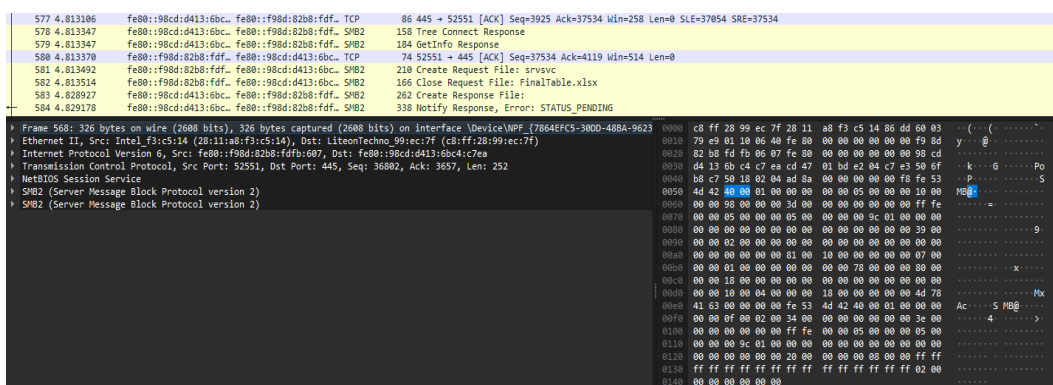 577 4.813106 fe80::98cd:d413:6bc… fe80::f98d:82b8:fdf… TCP 86 445 → 52551 [ACK] Seq=3925 Ack=37534 Win=258 Len=0 SLE=37054 SRE=37534
578 4.813347 fe80::98cd:d413:6bc… fe80::f98d:82b8:fdf… SMB2 158 Tree Connect Response
579 4.813347 fe80::98cd:d413:6bc… fe80::f98d:82b8:fdf… SMB2 184 GetInfo Response
580 4.813370 fe80::f98d:82b8:fdf… TCP 74 52551 → 445 [ACK] Seq=37534 Ack=4119 Win=514 Len=0
581 4.813492 fe80::f98d:82b8:fdf… SMB2 210 Create Request File: srvsvc
582 4.813514 fe80::f98d:82b8:fdf… SMB2 166 Close Request File: FinalTable.xlsx
583 4.828927 fe80::98cd:d413:6bc… fe80::f98d:82b8:fdf… SMB2 262 Create Response File:
584 4.829178 fe80::98cd:d413:6bc… fe80::f98d:82b8:fdf… SMB2 338 Notify Response, Error: STATUS_PENDING
Frame 568: 326 bytes on wire (2608 bits), 326 bytes captured (2608 bits) on interface \Device\NPF_{7864EFC5-30DD-48BA-9623
Ethernet II, Src: Intel_f3:c5:14 (28:11:a8:f3:c5:14), Dst: LiteonTechno_99:ec:7f (c8:ff:28:99:ec:7f)
Internet Protocol Version 6, Src: fe80::f98d:82b8:fdfb:607, Dst: fe80::98cd:d413:6bc4:c7ea
Transmission Control Protocol, Src Port: 52551, Dst Port: 445, Seq: 36802, Ack: 3657, Len: 252
NetBIOS Session Service
SMB2 (Server Message Block Protocol version 2)
SMB2 (Server Message Block Protocol version 2)
0000 c8 ff 28 99 ec 7f 28 11 a8 f3 c5 14 86 dd 60 03 ··(···(· ······`·
0010 79 e9 01 10 06 40 fe 80 00 00 00 00 00 00 f9 8d y····@·· ········
0020 82 b8 fd fb 06 07 fe 80 00 00 00 00 00 00 98 cd ········ ········
0030 d4 13 6b c4 c7 ea cd 47 01 bd e2 04 c7 e3 50 6f ··k····G ······Po
0040 b8 c7 50 18 02 04 ad 8a 00 00 00 00 00 f8 fe 53 ··P····· ·······S
0050 4d 42 40 00 01 00 00 00 00 00 05 00 00 00 10 00 MB@····· ········
0060 00 00 98 00 00 00 3d 00 00 00 00 00 00 00 ff fe ······=· ········
0070 00 00 05 00 00 00 05 00 00 00 9c 01 00 00 00 00 ········ ········
0080 00 00 00 00 00 00 00 00 00 00 00 00 00 00 39 00 ········ ······9·
0090 00 00 02 00 00 00 00 00 00 00 00 00 00 00 00 00 ········ ········
00a0 00 00 00 00 00 00 81 00 10 00 00 00 00 00 07 00 ········ ········
00b0 00 00 01 00 00 00 00 00 00 00 78 00 00 00 80 00 ········ ··x·····
00c0 00 00 18 00 00 00 00 00 00 00 00 00 00 00 00 00 ········ ········
00d0 00 00 10 00 04 00 00 00 18 00 00 00 00 00 4d 78 ········ ······Mx
00e0 41 63 00 00 00 00 fe 53 4d 42 40 00 01 00 00 00 Ac·····S MB@·····
00f0 00 00 0f 00 02 00 34 00 00 00 00 00 00 00 3e 00 ······4· ······>·
0100 00 00 00 00 00 00 ff fe 00 00 05 00 00 00 05 00 ········ ········
0110 00 00 00 9c 01 00 00 00 00 00 00 00 00 00 00 ········ ········
0120 00 00 00 00 00 00 20 00 00 00 00 08 00 00 ff ff ······ · ········
0130 ff ff ff ff ff ff ff ff ff ff ff ff ff ff 02 00 ········ ········
0140 00 00 00 00 00 00 ······